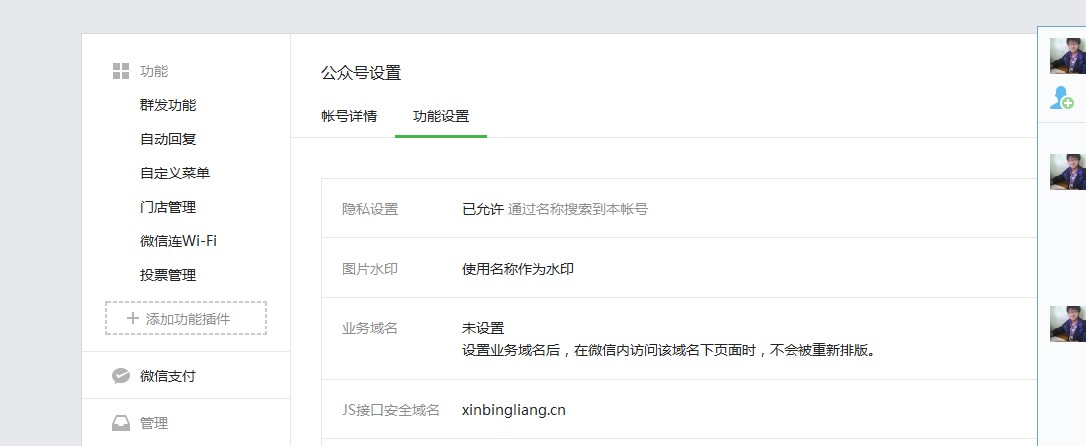 功能
群发功能
自动回复
自定义菜单
门店管理
微信连Wi-Fi
投票管理
添加功能插件
微信支付
管理
公众号设置
帐号详情 功能设置
隐私设置 已允许 通过名称搜索到本帐号
图片水印 使用名称作为水印
业务域名 未设置
设置业务域名后，在微信内访问该域名下页面时，不会被重新排版。
JS接口安全域名 xinbingliang.cn